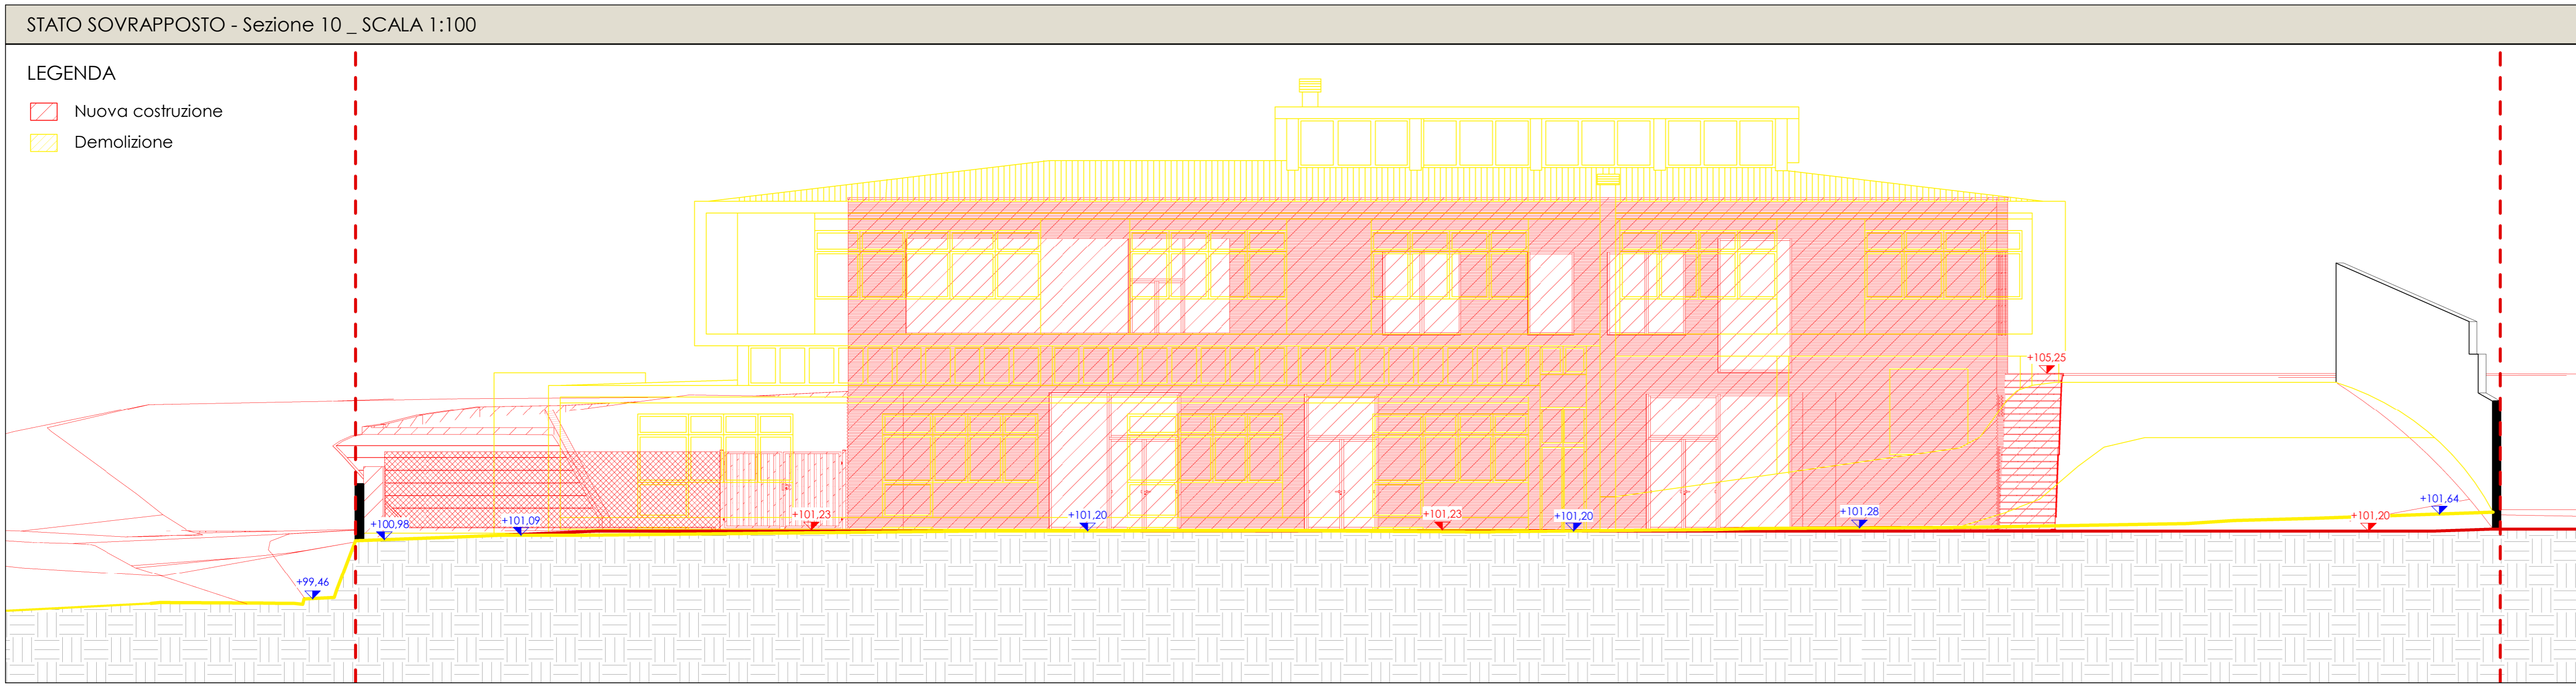 STATO SOVRAPPOSTO - Sezione 10 _ SCALA 1:100
LEGENDA
Nuova costruzione
Demolizione
+105,25
+101,64
+100,98
+101,09
+101,23
+101,20
+101,23
+101,20
+101,28
+101,20
+99,46